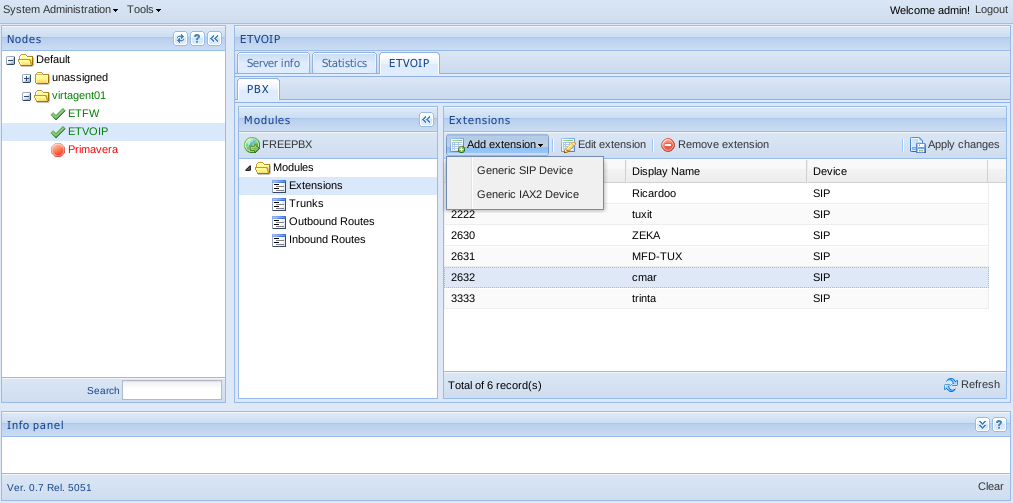 System Administration Tools Welcome admin! Logout
Nodes
Default
unassigned
virtagent01
ETFW
ETVOIP
Primavera
Search
ETVOIP
Server info Statistics ETVOIP
PBX
Modules
FREEPBX
Modules
Extensions
Trunks
Outbound Routes
Inbound Routes
Extensions
Add extension Edit extension Remove extension Apply changes
Generic SIP Device
Generic IAX2 Device
Display Name Device
Ricardoo SIP
2222 tuxit SIP
2630 ZEKA SIP
2631 MFD-TUX SIP
2632 cmar SIP
3333 trinta SIP
Total of 6 record(s) Refresh
Info panel
Ver. 0.7 Rel. 5051 Clear